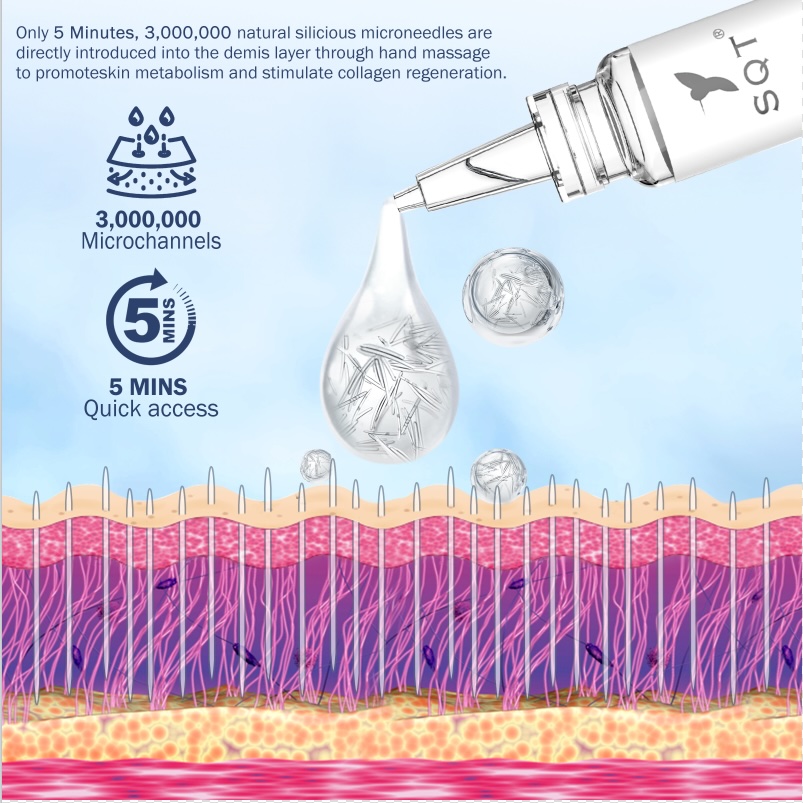 Only 5 Minutes, 3,000,000 natural silicious microneedles are
directly introduced into the demis layer through hand massage
to promoteskin metabolism and stimulate collagen regeneration.
SQT®
3,000,000
Microchannels
5 MINS
5 MINS
Quick access